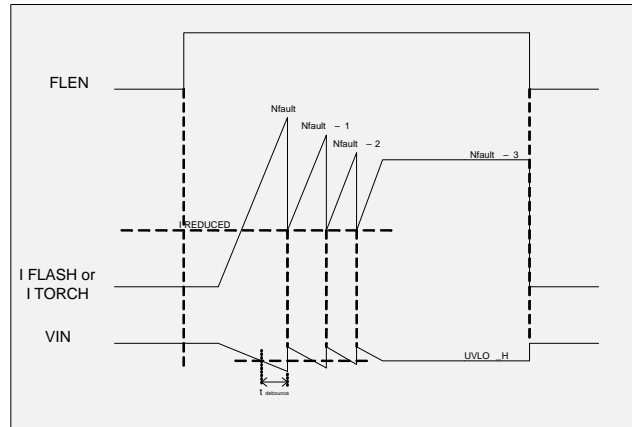 FLEN
Nfault
Nfault – 1
Nfault – 2
Nfault – 3
I REDUCED
I FLASH or
I TORCH
VIN
UVLO _H
t debounce